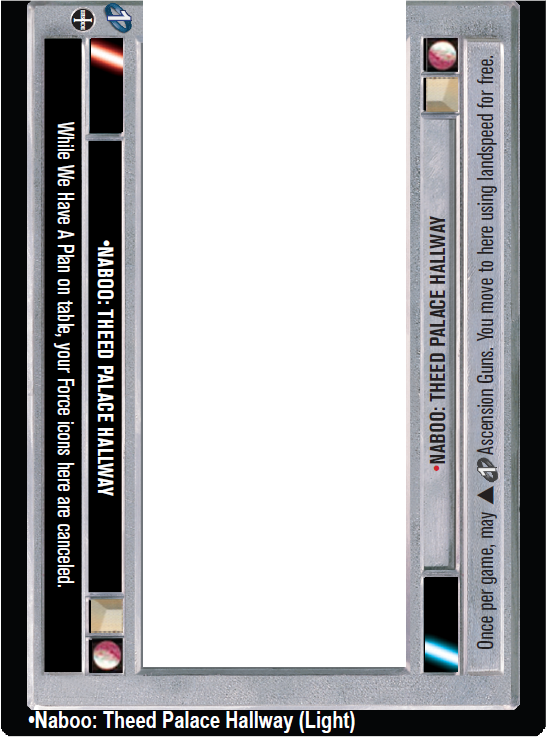 While We Have A Plan on table, your Force icons here are canceled.
•NABOO: THEED PALACE HALLWAY
•NABOO: THEED PALACE HALLWAY
Once per game, may ▲ 1 Ascension Guns. You move to here using landspeed for free.
•Naboo: Theed Palace Hallway (Light)